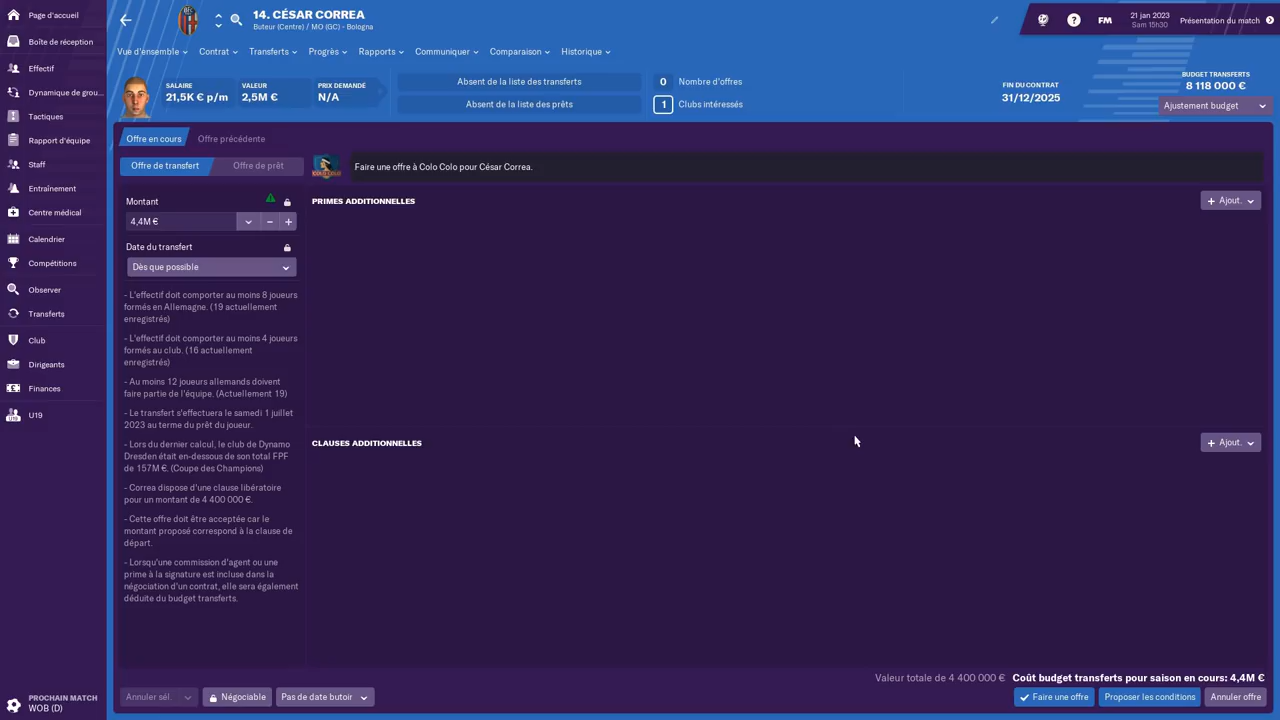 Page d'accueil
Boîte de réception
Effectif
Dynamique de grou...
Tactiques
Rapport d'équipe
Staff
Entraînement
Centre médical
Calendrier
Compétitions
Observer
Transferts
Club
Dirigeants
Finances
U19
PROCHAIN MATCH
WOB (D)
14. CÉSAR CORREA
Buteur (Centre) / MO (GC) - Bologna
FM
21 jan 2023
Sam 15h30
Présentation du match
Vue d'ensemble
Contrat
Transferts
Progrès
Rapports
Communiquer
Comparaison
Historique
SALAIRE
21,5K € p/m
VALEUR
2,5M €
PRIX DEMANDÉ
N/A
Absent de la liste des transferts
Absent de la liste des prêts
0 Nombre d'offres
1 Clubs intéressés
FIN DU CONTRAT
31/12/2025
BUDGET TRANSFERTS
8 118 000 €
Ajustement budget
Offre en cours
Offre précédente
Offre de transfert
Offre de prêt
Faire une offre à Colo Colo pour César Correa.
Montant
4,4M €
Date du transfert
Dès que possible
- L'effectif doit comporter au moins 8 joueurs
formés en Allemagne. (19 actuellement
enregistrés)
- L'effectif doit comporter au moins 4 joueurs
formés au club. (16 actuellement
enregistrés)
- Au moins 12 joueurs allemands doivent
faire partie de l'équipe. (Actuellement 19)
- Le transfert s'effectuera le samedi 1 juillet
2023 au terme du prêt du joueur.
- Lors du dernier calcul, le club de Dynamo
Dresden était en-dessous de son total FPF
de 157M €. (Coupe des Champions)
- Correa dispose d'une clause libératoire
pour un montant de 4 400 000 €.
- Cette offre doit être acceptée car le
montant proposé correspond à la clause de
départ.
- Lorsqu'une commission d'agent ou une
prime à la signature est incluse dans la
négociation d'un contrat, elle sera également
déduite du budget transferts.
PRIMES ADDITIONNELLES
+ Ajout.
CLAUSES ADDITIONNELLES
+ Ajout.
Valeur totale de 4 400 000 € Coût budget transferts pour saison en cours: 4,4M €
Annuler sél.
Négociable
Pas de date butoir
Faire une offre
Proposer les conditions
Annuler offre